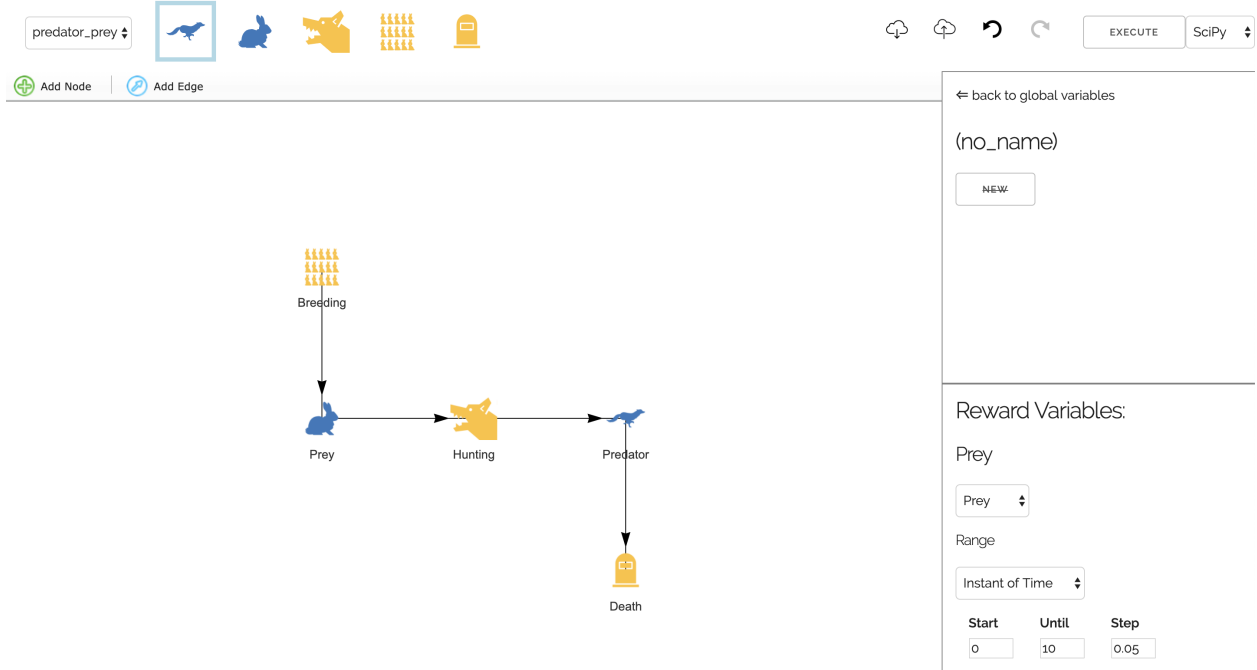 predator_prey
EXECUTE
SciPy
Add Node
Add Edge
⇐ back to global variables
(no_name)
NEW
Breeding
Prey
Hunting
Predator
Death
Reward Variables:
Prey
Prey
Range
Instant of Time
Start Until Step
0 10 0.05